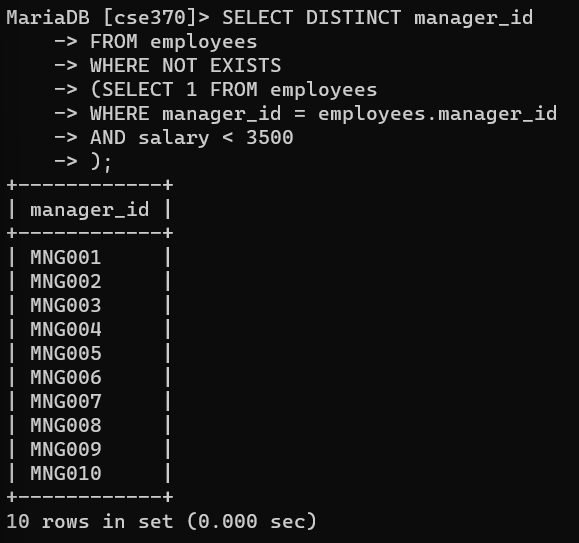 MariaDB [cse370]> SELECT DISTINCT manager_id
    -> FROM employees
    -> WHERE NOT EXISTS
    -> (SELECT 1 FROM employees
    -> WHERE manager_id = employees.manager_id
    -> AND salary < 3500
    -> );
+------------+
| manager_id |
+------------+
| MNG001     |
| MNG002     |
| MNG003     |
| MNG004     |
| MNG005     |
| MNG006     |
| MNG007     |
| MNG008     |
| MNG009     |
| MNG010     |
+------------+
10 rows in set (0.000 sec)